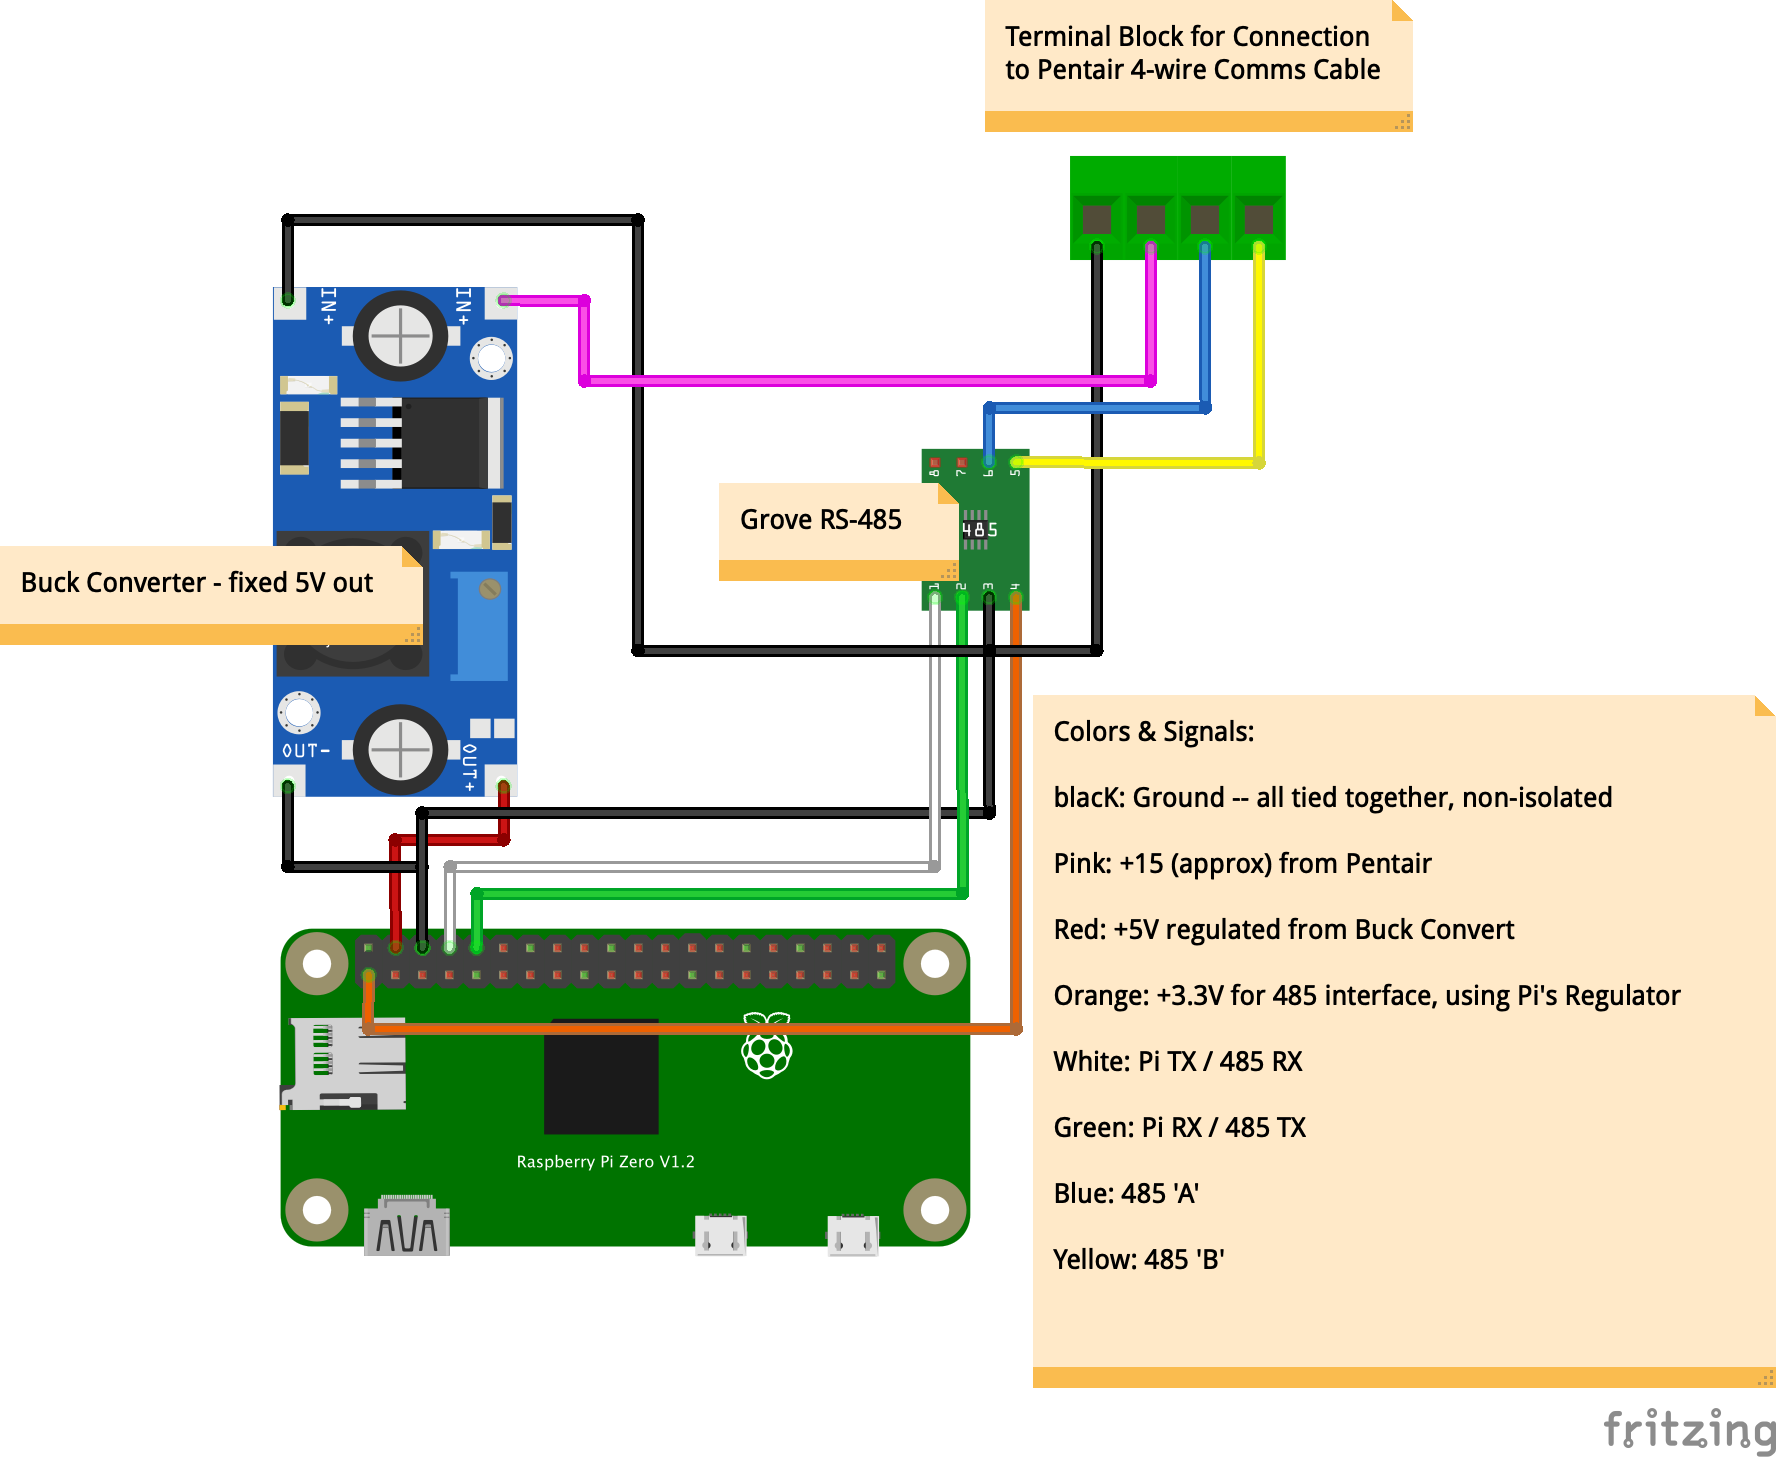 Terminal Block for Connection
to Pentair 4-wire Comms Cable
IN+
IN+
8
7
6
5
Grove RS-485
485
Buck Converter - fixed 5V out
1
2
3
4
OUT-
OUT+
Colors & Signals:
blacK: Ground -- all tied together, non-isolated
Pink: +15 (approx) from Pentair
Red: +5V regulated from Buck Convert
Orange: +3.3V for 485 interface, using Pi's Regulator
White: Pi TX / 485 RX
Green: Pi RX / 485 TX
Blue: 485 'A'
Yellow: 485 'B'
Raspberry Pi Zero V1.2
fritzing